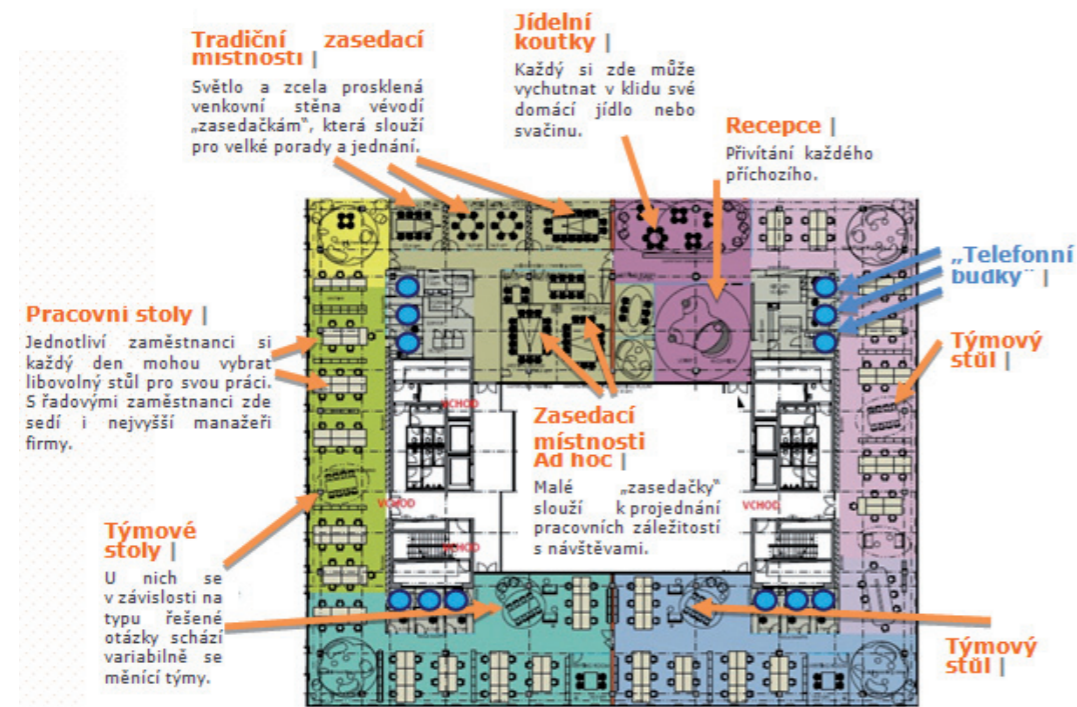 Tradiční zasedací
místnosti |
Světlo a zcela prosklená
venkovní stěna vévodí
„zasedačkám“, která slouží
pro velké porady a jednání.
Jídelní
koutky |
Každý si zde může
vychutnat v klidu své
domácí jídlo nebo
svačinu.
Recepce |
Přivítání každého
příchozího.
„Telefonní
budky“ |
Pracovní stoly |
Jednotliví zaměstnanci si
každý den mohou vybrat
libovolný stůl pro svou práci.
S řadovými zaměstnanci zde
sedí i nejvyšší manažeři
firmy.
Týmový
stůl |
VCHOD
Zasedací
místnosti
Ad hoc |
Malé „zasedačky“
slouží k projednání
pracovních záležitostí
s návštěvami.
VCHOD
VCHOD
VCHOD
Týmové
stoly |
U nich se
v závislosti na
typu řešené
otázky schází
variabilně se
měnící týmy.
Týmový
stůl |